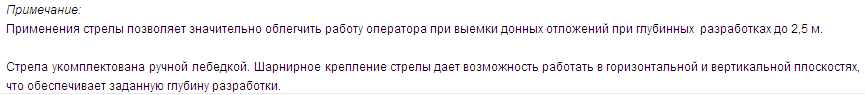 Примечание:
Применения стрелы позволяет значительно облегчить работу оператора при выемки донных отложений при глубинных разработках до 2,5 м.
Стрела укомплектована ручной лебедкой. Шарнирное крепление стрелы дает возможность работать в горизонтальной и вертикальной плоскостях,
что обеспечивает заданную глубину разработки.